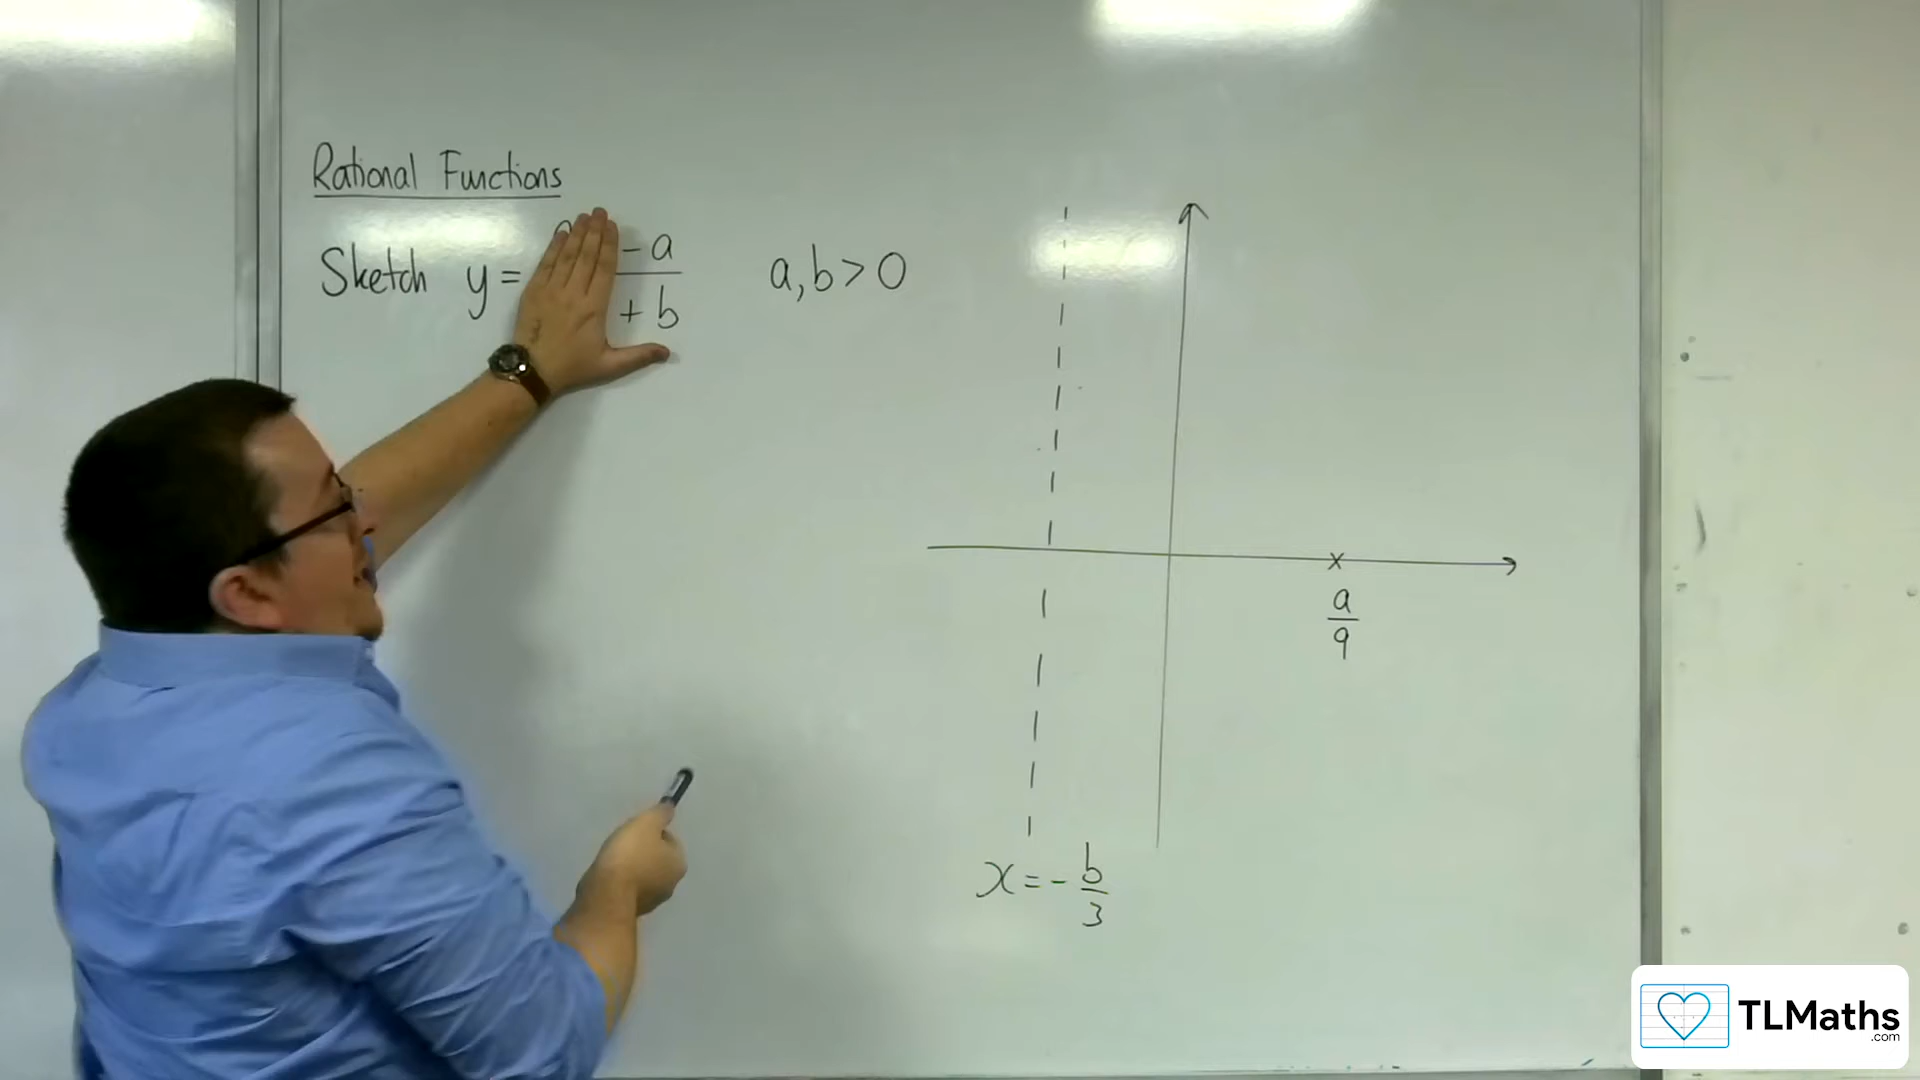 Rational Functions
Sketch y = -a / + b a, b > 0
a/9
x = - b/3
TLMaths
.com